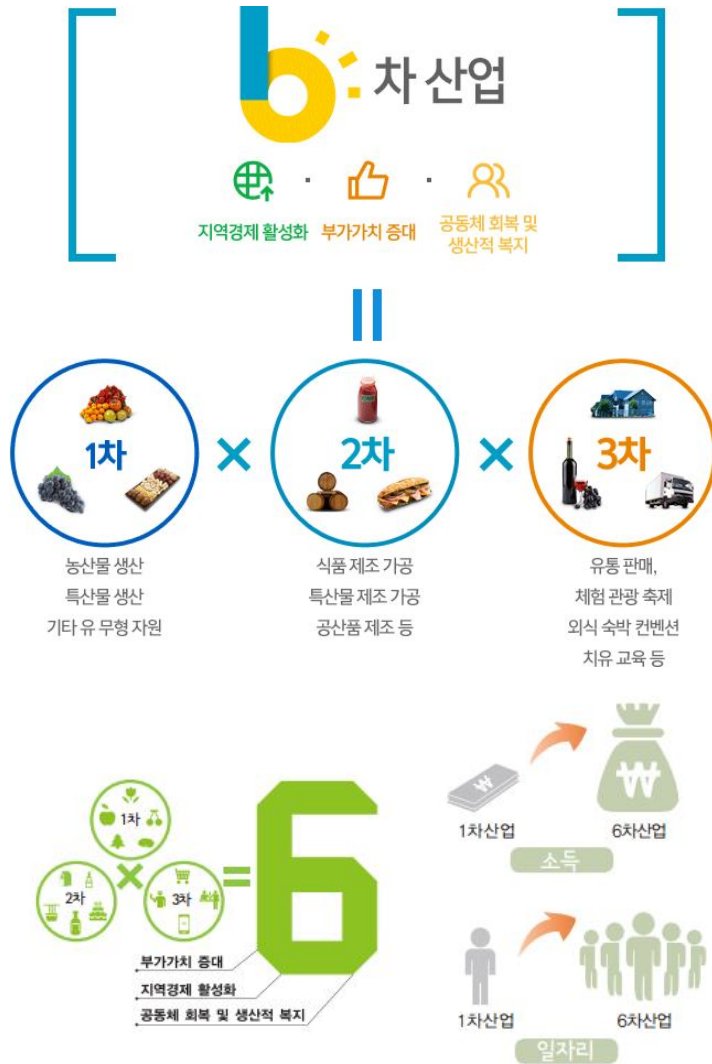 6차 산업
지역경제 활성화
부가가치 증대
공동체 회복 및
생산적 복지
1차
×
2차
×
3차
농산물 생산
특산물 생산
기타 유 무형 자원
식품 제조 가공
특산물 제조 가공
공산품 제조 등
유통 판매,
체험 관광 축제
외식 숙박 컨벤션
치유 교육 등
1차
2차
×
3차
=
6
부가가치 증대
지역경제 활성화
공동체 회복 및 생산적 복지
₩
₩
1차산업
6차산업
소득
1차산업
6차산업
일자리